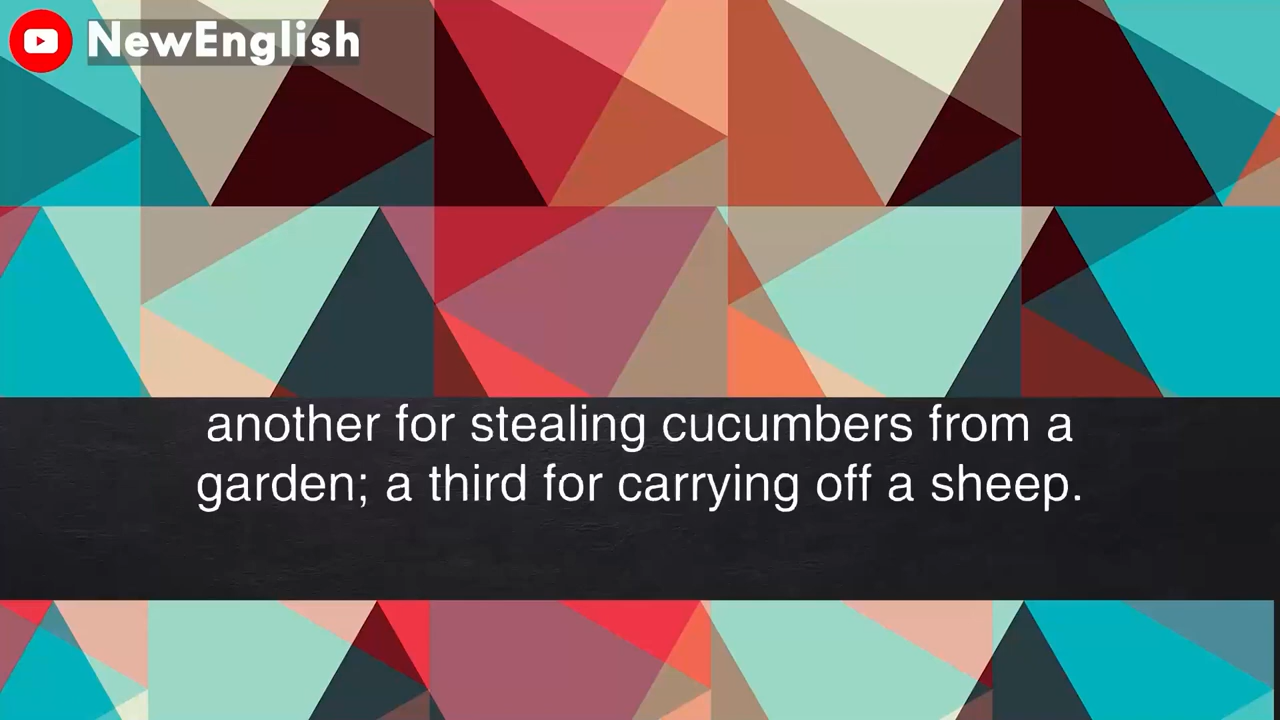 NewEnglish
another for stealing cucumbers from a
garden; a third for carrying off a sheep.